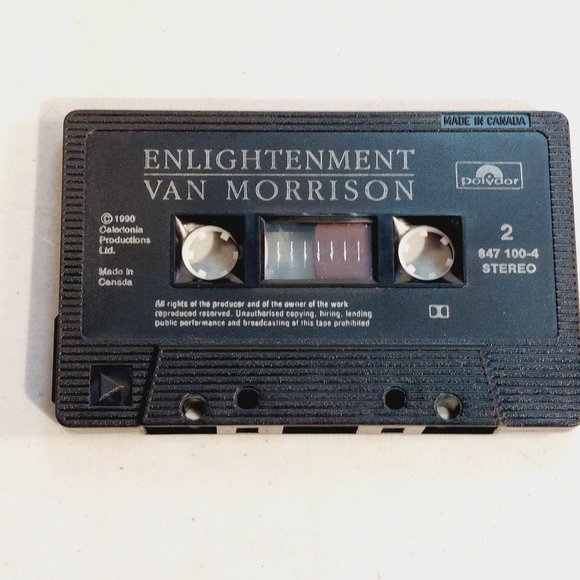 MADE IN CANADA
ENLIGHTENMENT
VAN MORRISON
polydor
© 1990
Caledonia
Productions
Ltd.
Made in
Canada
2
847 100-4
STEREO
All rights of the producer and of the owner of the work
reproduced reserved. Unauthorised copying, hiring, lending
public performance and broadcasting of this tape prohibited